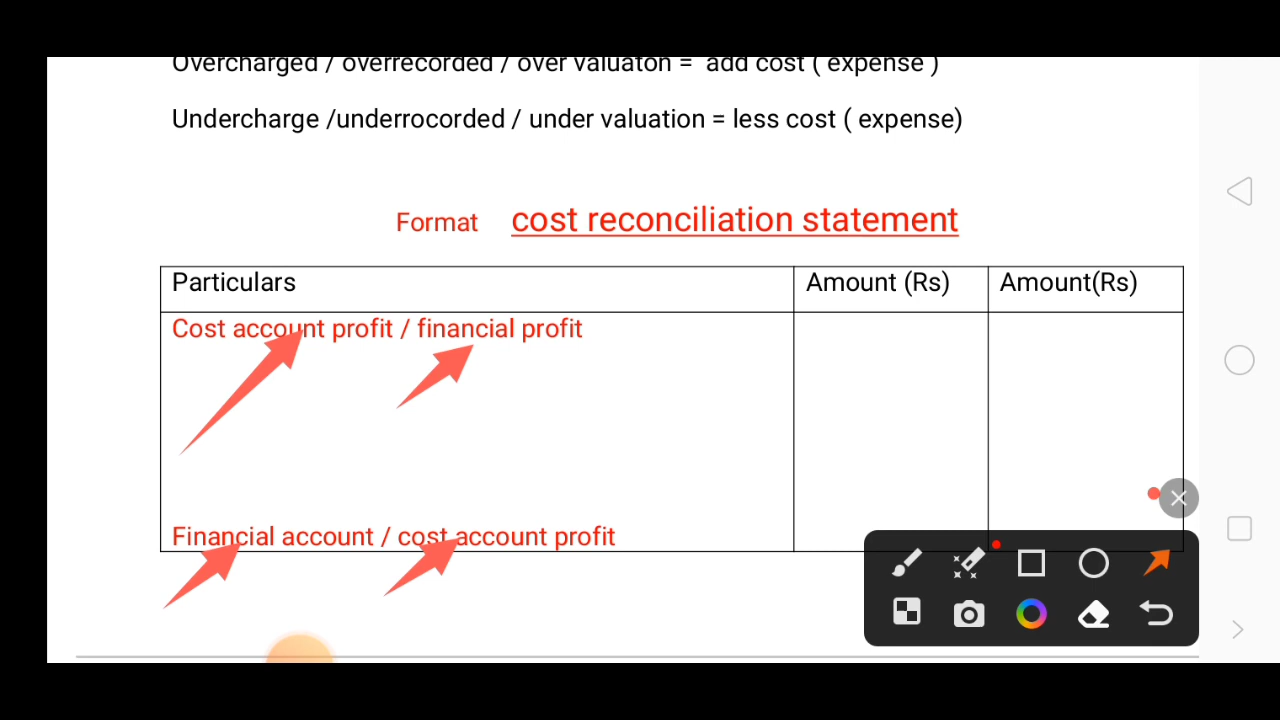 Overcharged / overrecorded / over valuaton = add cost ( expense )
Undercharge /underrocorded / under valuation = less cost ( expense)
Format cost reconciliation statement
Particulars Amount (Rs) Amount(Rs)
Cost account profit / financial profit
Financial account / cost account profit